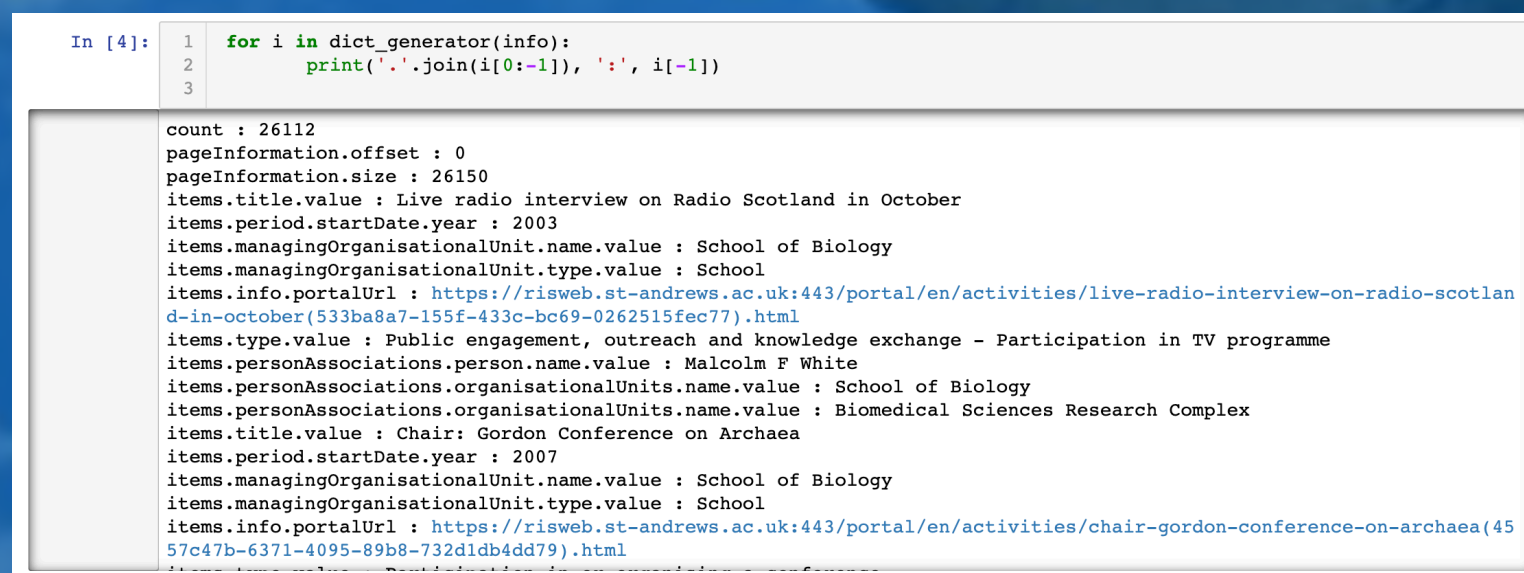 In [4]:
1 for i in dict_generator(info):
2 print('.'.join(i[0:-1]), ':', i[-1])
3
count : 26112
pageInformation.offset : 0
pageInformation.size : 26150
items.title.value : Live radio interview on Radio Scotland in October
items.period.startDate.year : 2003
items.managingOrganisationalUnit.name.value : School of Biology
items.managingOrganisationalUnit.type.value : School
items.info.portalUrl : https://risweb.st-andrews.ac.uk:443/portal/en/activities/live-radio-interview-on-radio-scotlan
d-in-october(533ba8a7-155f-433c-bc69-0262515fec77).html
items.type.value : Public engagement, outreach and knowledge exchange - Participation in TV programme
items.personAssociations.person.name.value : Malcolm F White
items.personAssociations.organisationalUnits.name.value : School of Biology
items.personAssociations.organisationalUnits.name.value : Biomedical Sciences Research Complex
items.title.value : Chair: Gordon Conference on Archaea
items.period.startDate.year : 2007
items.managingOrganisationalUnit.name.value : School of Biology
items.managingOrganisationalUnit.type.value : School
items.info.portalUrl : https://risweb.st-andrews.ac.uk:443/portal/en/activities/chair-gordon-conference-on-archaea(45
57c47b-6371-4095-89b8-732d1db4dd79).html